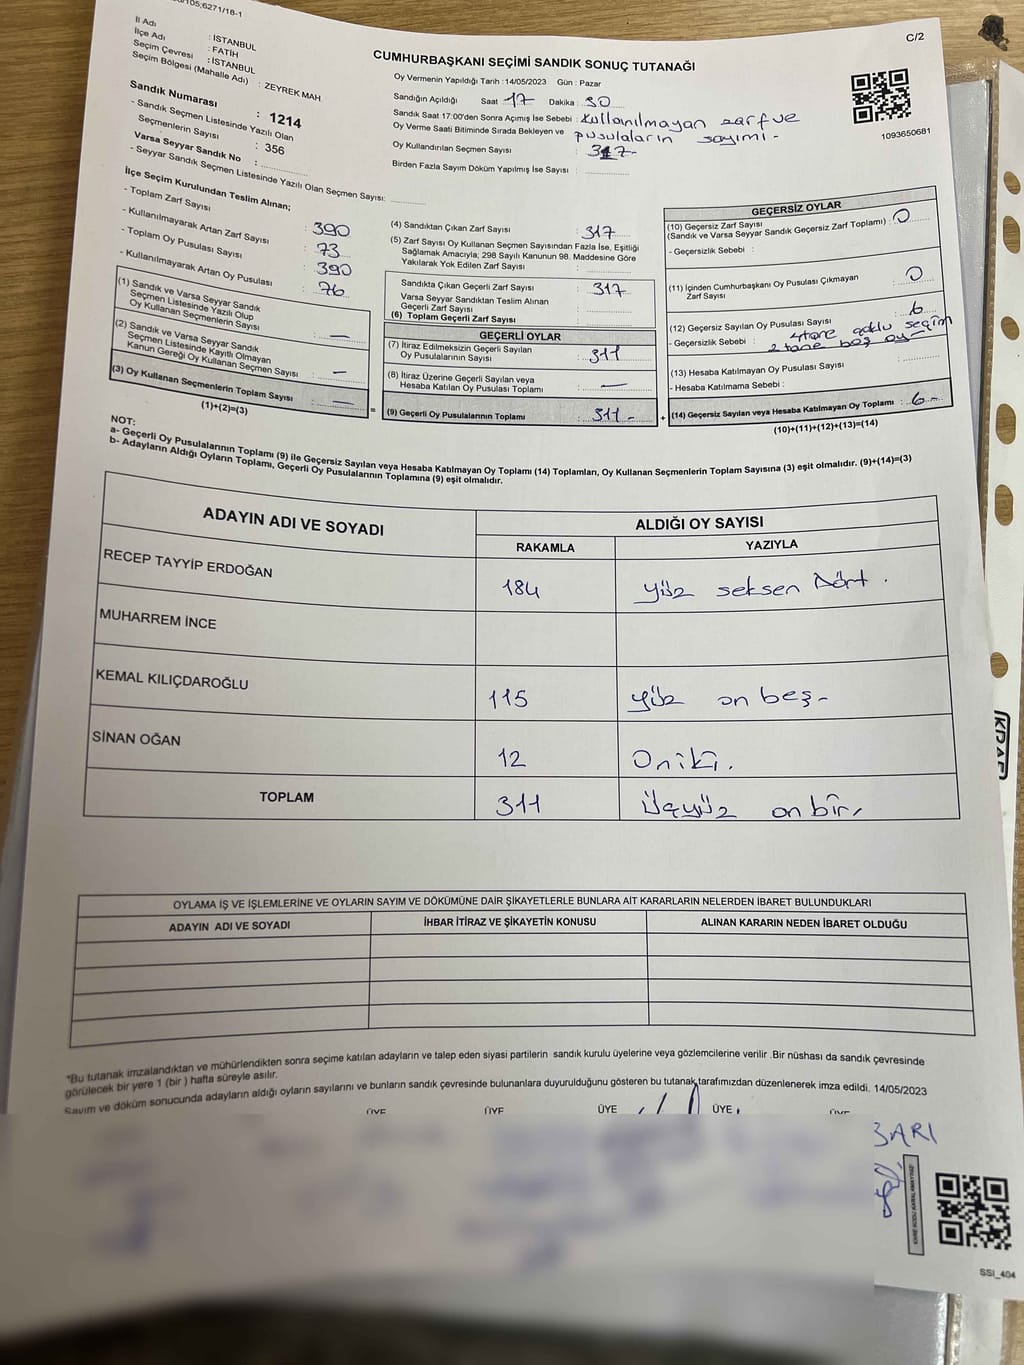 105,6271/18-1
C/2
İl Adı : İSTANBUL
İlçe Adı : FATİH
Seçim Çevresi : İSTANBUL
Seçim Bölgesi (Mahalle Adı) : ZEYREK MAH
Sandık Numarası : 1214
- Sandık Seçmen Listesinde Yazılı Olan
Seçmenlerin Sayısı : 356
Varsa Seyyar Sandık No :
- Seyyar Sandık Seçmen Listesinde Yazılı Olan Seçmen Sayısı:
CUMHURBAŞKANI SEÇİMİ SANDIK SONUÇ TUTANAĞI
Oy Vermenin Yapıldığı Tarih :14/05/2023 Gün : Pazar
Sandığın Açıldığı Saat 17 Dakika : 30
Sandık Saat 17:00'den Sonra Açımış İse Sebebi : Kullanılmayan zarf ve
Oy Verme Saati Bitiminde Sırada Bekleyen ve pusulaların sayımı -
Oy Kullandırılan Seçmen Sayısı : 317-
Birden Fazla Sayım Döküm Yapılmış İse Sayısı :
1093650681
İlçe Seçim Kurulundan Teslim Alınan;
- Toplam Zarf Sayısı : 390
- Kullanılmayarak Artan Zarf Sayısı : 73
- Toplam Oy Pusulası Sayısı : 390
- Kullanılmayarak Artan Oy Pusulası : 76
(1) Sandık ve Varsa Seyyar Sandık
Seçmen Listesinde Yazılı Olup
Oy Kullanan Seçmenlerin Sayısı : —
(2) Sandık ve Varsa Seyyar Sandık
Seçmen Listesinde Kayıtlı Olmayan
Kanun Gereği Oy Kullanan Seçmen Sayısı : —
(3) Oy Kullanan Seçmenlerin Toplam Sayısı : —
(1)+(2)=(3)
(4) Sandıktan Çıkan Zarf Sayısı : 317
(5) Zarf Sayısı Oy Kullanan Seçmen Sayısından Fazla İse, Eşitliği
Sağlamak Amacıyla; 298 Sayılı Kanunun 98. Maddesine Göre
Yakılarak Yok Edilen Zarf Sayısı :
Sandıkta Çıkan Geçerli Zarf Sayısı : 317
Varsa Seyyar Sandıktan Teslim Alınan
Geçerli Zarf Sayısı :
(6) Toplam Geçerli Zarf Sayısı :
=
GEÇERLİ OYLAR
(7) İtiraz Edilmeksizin Geçerli Sayılan
Oy Pusulalarının Sayısı : 311
(8) İtiraz Üzerine Geçerli Sayılan veya
Hesaba Katılan Oy Pusulası Toplamı : —
(9) Geçerli Oy Pusulalarının Toplamı : 311 -
+
GEÇERSİZ OYLAR
(10) Geçersiz Zarf Sayısı : 0
(Sandık ve Varsa Seyyar Sandık Geçersiz Zarf Toplamı)
- Geçersizlik Sebebi :
(11) İçinden Cumhurbaşkanı Oy Pusulası Çıkmayan
Zarf Sayısı : 0
(12) Geçersiz Sayılan Oy Pusulası Sayısı : 6
- Geçersizlik Sebebi : 4 tane çoklu seçim
2 tane boş oy
(13) Hesaba Katılmayan Oy Pusulası Sayısı :
- Hesaba Katılmama Sebebi :
(14) Geçersiz Sayılan veya Hesaba Katılmayan Oy Toplamı : 6 -
(10)+(11)+(12)+(13)=(14)
NOT:
a- Geçerli Oy Pusulalarının Toplamı (9) ile Geçersiz Sayılan veya Hesaba Katılmayan Oy Toplamı (14) Toplamları, Oy Kullanan Seçmenlerin Toplam Sayısına (3) eşit olmalıdır. (9)+(14)=(3)
b- Adayların Aldığı Oyların Toplamı, Geçerli Oy Pusulalarının Toplamına (9) eşit olmalıdır.
ADAYIN ADI VE SOYADI
ALDIĞI OY SAYISI
RAKAMLA YAZIYLA
RECEP TAYYİP ERDOĞAN 184 yüz seksen Dört .
MUHARREM İNCE
KEMAL KILIÇDAROĞLU 115 yüz on beş -
SİNAN OĞAN 12 Oniki.
TOPLAM 311 Üçyüz on bir,
OYLAMA İŞ VE İŞLEMLERİNE VE OYLARIN SAYIM VE DÖKÜMÜNE DAİR ŞİKAYETLERLE BUNLARA AİT KARARLARIN NELERDEN İBARET BULUNDUKLARI
ADAYIN ADI VE SOYADI İHBAR İTİRAZ VE ŞİKAYETİN KONUSU ALINAN KARARIN NEDEN İBARET OLDUĞU
*Bu tutanak imzalandıktan ve mühürlendikten sonra seçime katılan adayların ve talep eden siyasi partilerin sandık kurulu üyelerine veya gözlemcilerine verilir .Bir nüshası da sandık çevresinde
görülecek bir yere 1 (bir ) hafta süreyle asılır.
Sayım ve döküm sonucunda adayların aldığı oyların sayılarını ve bunların sandık çevresinde bulunanlara duyurulduğunu gösteren bu tutanak tarafımızdan düzenlenerek imza edildi. 14/05/2023
ÜYE ÜYE ÜYE ÜYE ÜYE
SSI_404